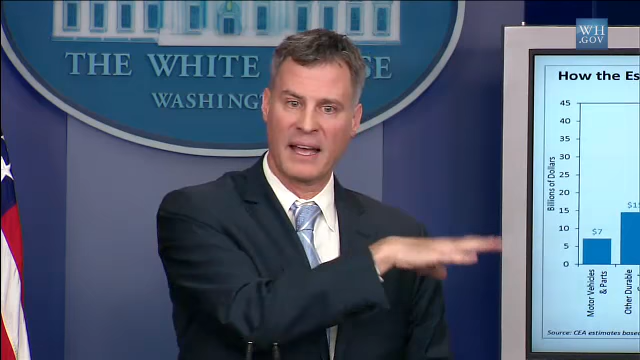 WH
.GOV
THE WHITE
SE
WASHING
How the Es
Billions of Dollars
45
40
35
30
25
20
15
10
5
0
$7
Motor Vehicles
& Parts
Other Durable
Source: CEA estimates base